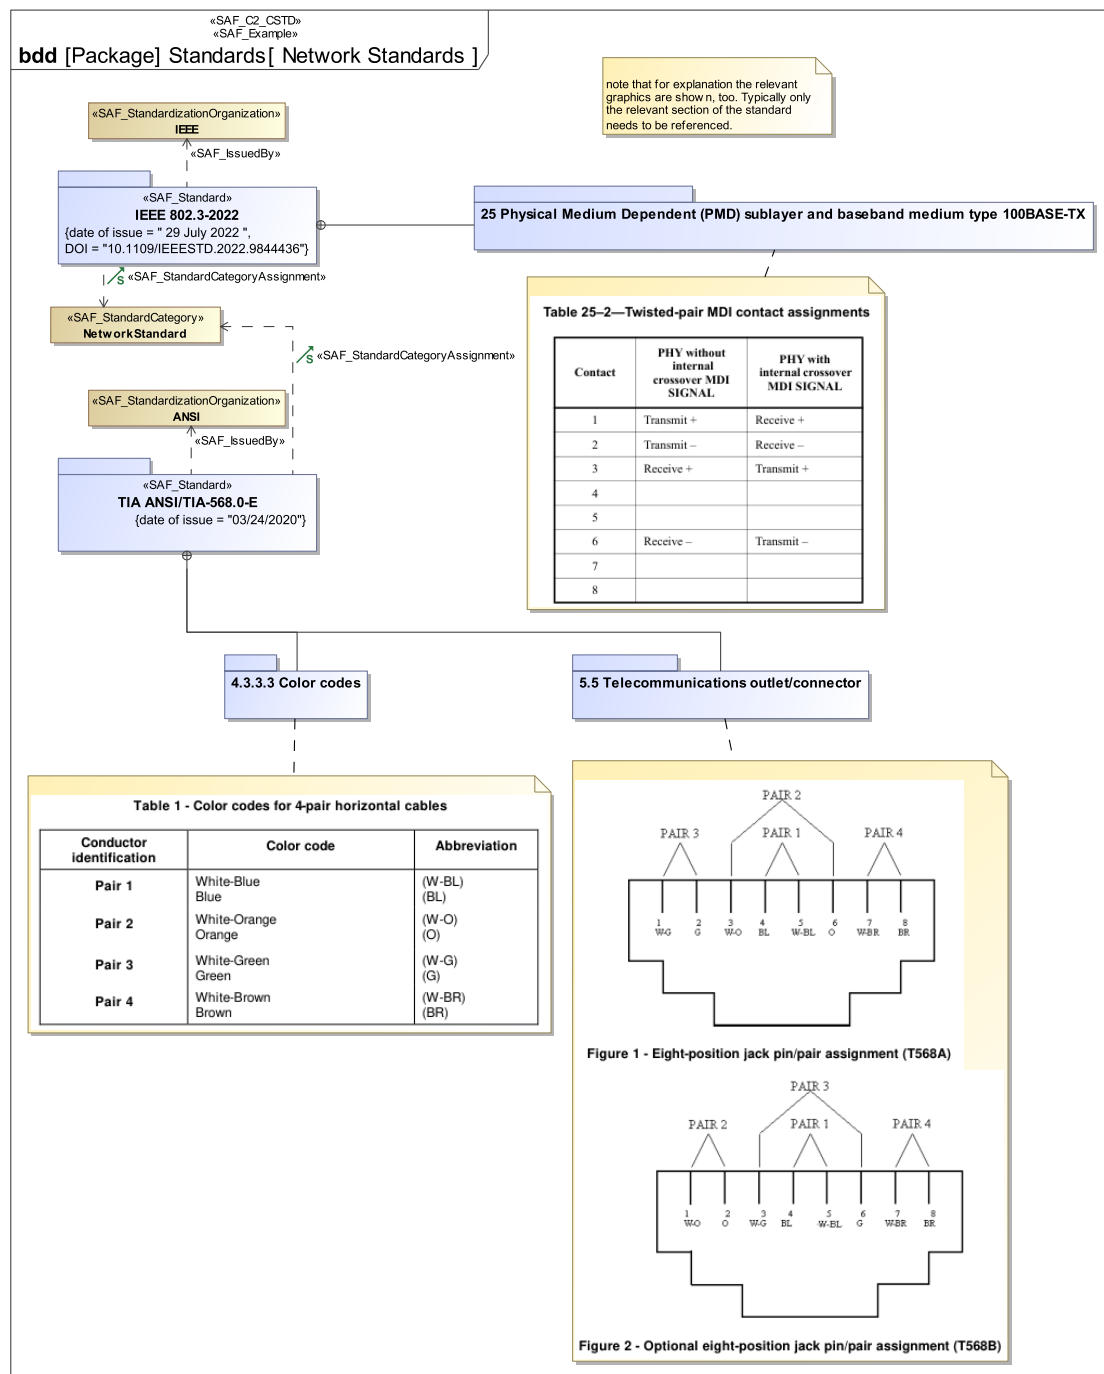 «SAF_C2_CSTD»
«SAF_Example»
bdd [Package] Standards[ Network Standards ]
note that for explanation the relevant
graphics are shown, too. Typically only
the relevant section of the standard
needs to be referenced.
«SAF_StandardizationOrganization»
IEEE
«SAF_IssuedBy»
«SAF_Standard»
IEEE 802.3-2022
{date of issue = " 29 July 2022 ",
DOI = "10.1109/IEEESTD.2022.9844436"}
25 Physical Medium Dependent (PMD) sublayer and baseband medium type 100BASE-TX
S «SAF_StandardCategoryAssignment»
«SAF_StandardCategory»
NetworkStandard
S «SAF_StandardCategoryAssignment»
«SAF_StandardizationOrganization»
ANSI
«SAF_IssuedBy»
«SAF_Standard»
TIA ANSI/TIA-568.0-E
{date of issue = "03/24/2020"}
Table 25–2—Twisted-pair MDI contact assignments
Contact
PHY without
internal
crossover MDI
SIGNAL
PHY with
internal crossover
MDI SIGNAL
1 Transmit + Receive +
2 Transmit – Receive –
3 Receive + Transmit +
4
5
6 Receive – Transmit –
7
8
4.3.3.3 Color codes
5.5 Telecommunications outlet/connector
Table 1 - Color codes for 4-pair horizontal cables
Conductor
identification
Color code
Abbreviation
Pair 1
White-Blue (W-BL)
Blue (BL)
Pair 2
White-Orange (W-O)
Orange (O)
Pair 3
White-Green (W-G)
Green (G)
Pair 4
White-Brown (W-BR)
Brown (BR)
PAIR 2
PAIR 3 PAIR 1 PAIR 4
1 2 3 4 5 6 7 8
W-G G W-O BL W-BL O W-BR BR
Figure 1 - Eight-position jack pin/pair assignment (T568A)
PAIR 3
PAIR 2 PAIR 1 PAIR 4
1 2 3 4 5 6 7 8
W-O O W-G BL W-BL G W-BR BR
Figure 2 - Optional eight-position jack pin/pair assignment (T568B)